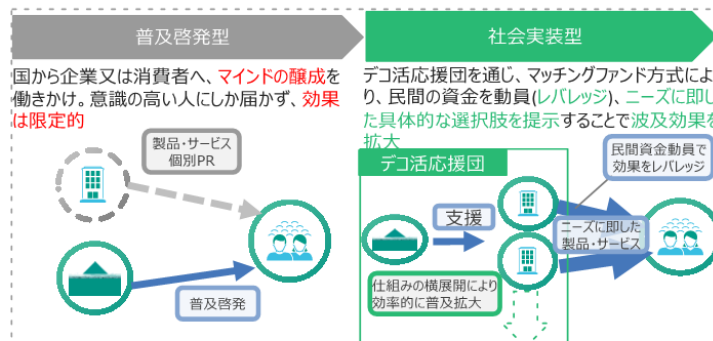 普及啓発型
国から企業又は消費者へ、マインドの醸成を
働きかけ。意識の高い人にしか届かず、効果
は限定的
製品・サービス
個別PR
普及啓発
社会実装型
デコ活応援団を通じ、マッチングファンド方式によ
り、民間の資金を動員(レバレッジ)、ニーズに即し
た具体的な選択肢を提示することで波及効果を
拡大
デコ活応援団
民間資金動員で
効果をレバレッジ
支援
ニーズに即した
製品・サービス
仕組みの横展開により
効率的に普及拡大